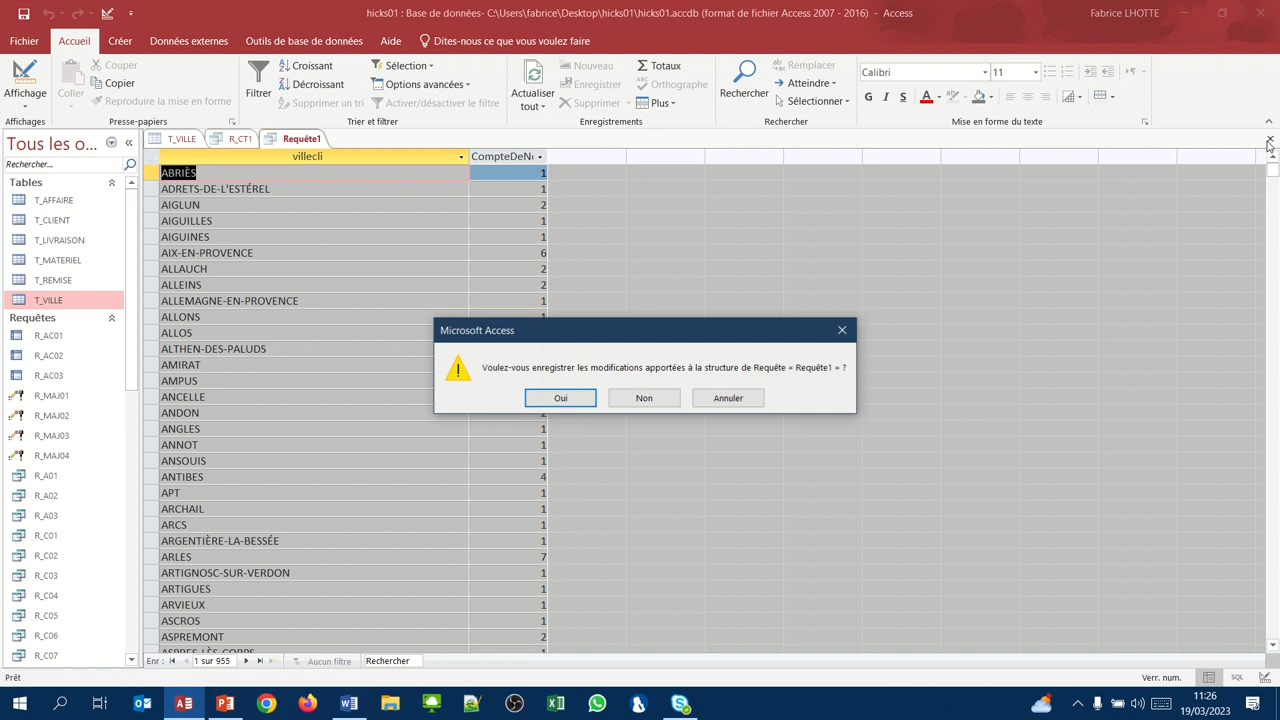 hicks01 : Base de données- C:\Users\fabrice\Desktop\hicks01\hicks01.accdb (format de fichier Access 2007 - 2016) - Access
Fabrice LHOTTE
Fichier Accueil Créer Données externes Outils de base de données Aide Dites-nous ce que vous voulez faire
Affichage
Affichages
Coller
Couper
Copier
Reproduire la mise en forme
Presse-papiers
Filtrer
Croissant
Décroissant
Supprimer un tri
Sélection
Options avancées
Activer/désactiver le filtre
Trier et filtrer
Actualiser
tout
Nouveau
Enregistrer
Supprimer
Totaux
Orthographe
Plus
Enregistrements
Rechercher
Remplacer
Atteindre
Sélectionner
Rechercher
Calibri 11
G I S
Mise en forme du texte
Tous les o...
Rechercher...
Tables
T_AFFAIRE
T_CLIENT
T_LIVRAISON
T_MATERIEL
T_REMISE
T_VILLE
Requêtes
R_AC01
R_AC02
R_AC03
R_MAJ01
R_MAJ02
R_MAJ03
R_MAJ04
R_A01
R_A02
R_A03
R_C01
R_C02
R_C03
R_C04
R_C05
R_C06
R_C07
T_VILLE R_CT1 Requête1
villecli CompteDeNo
ABRIÈS 1
ADRETS-DE-L'ESTÉREL 1
AIGLUN 2
AIGUILLES 1
AIGUINES 1
AIX-EN-PROVENCE 6
ALLAUCH 2
ALLEINS 2
ALLEMAGNE-EN-PROVENCE 1
ALLONS
ALLOS
ALTHEN-DES-PALUDS
AMIRAT
AMPUS
ANCELLE
ANDON 2
ANGLES 1
ANNOT 1
ANSOUIS 1
ANTIBES 4
APT 1
ARCHAIL 1
ARCS 1
ARGENTIÈRE-LA-BESSÉE 1
ARLES 7
ARTIGNOSC-SUR-VERDON 1
ARTIGUES 1
ARVIEUX 1
ASCROS 1
ASPREMONT 2
ASPRES-LÈS-CORPS 1
Microsoft Access
Voulez-vous enregistrer les modifications apportées à la structure de Requête « Requête1 » ?
Oui Non Annuler
Enr : 1 sur 955 Aucun filtre Rechercher
Prêt
Verr. num. SQL
11:26
19/03/2023